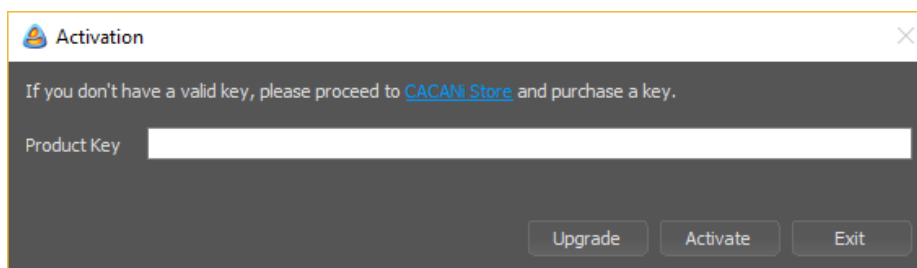 Activation
If you don't have a valid key, please proceed to CACANi Store and purchase a key.
Product Key
Upgrade Activate Exit